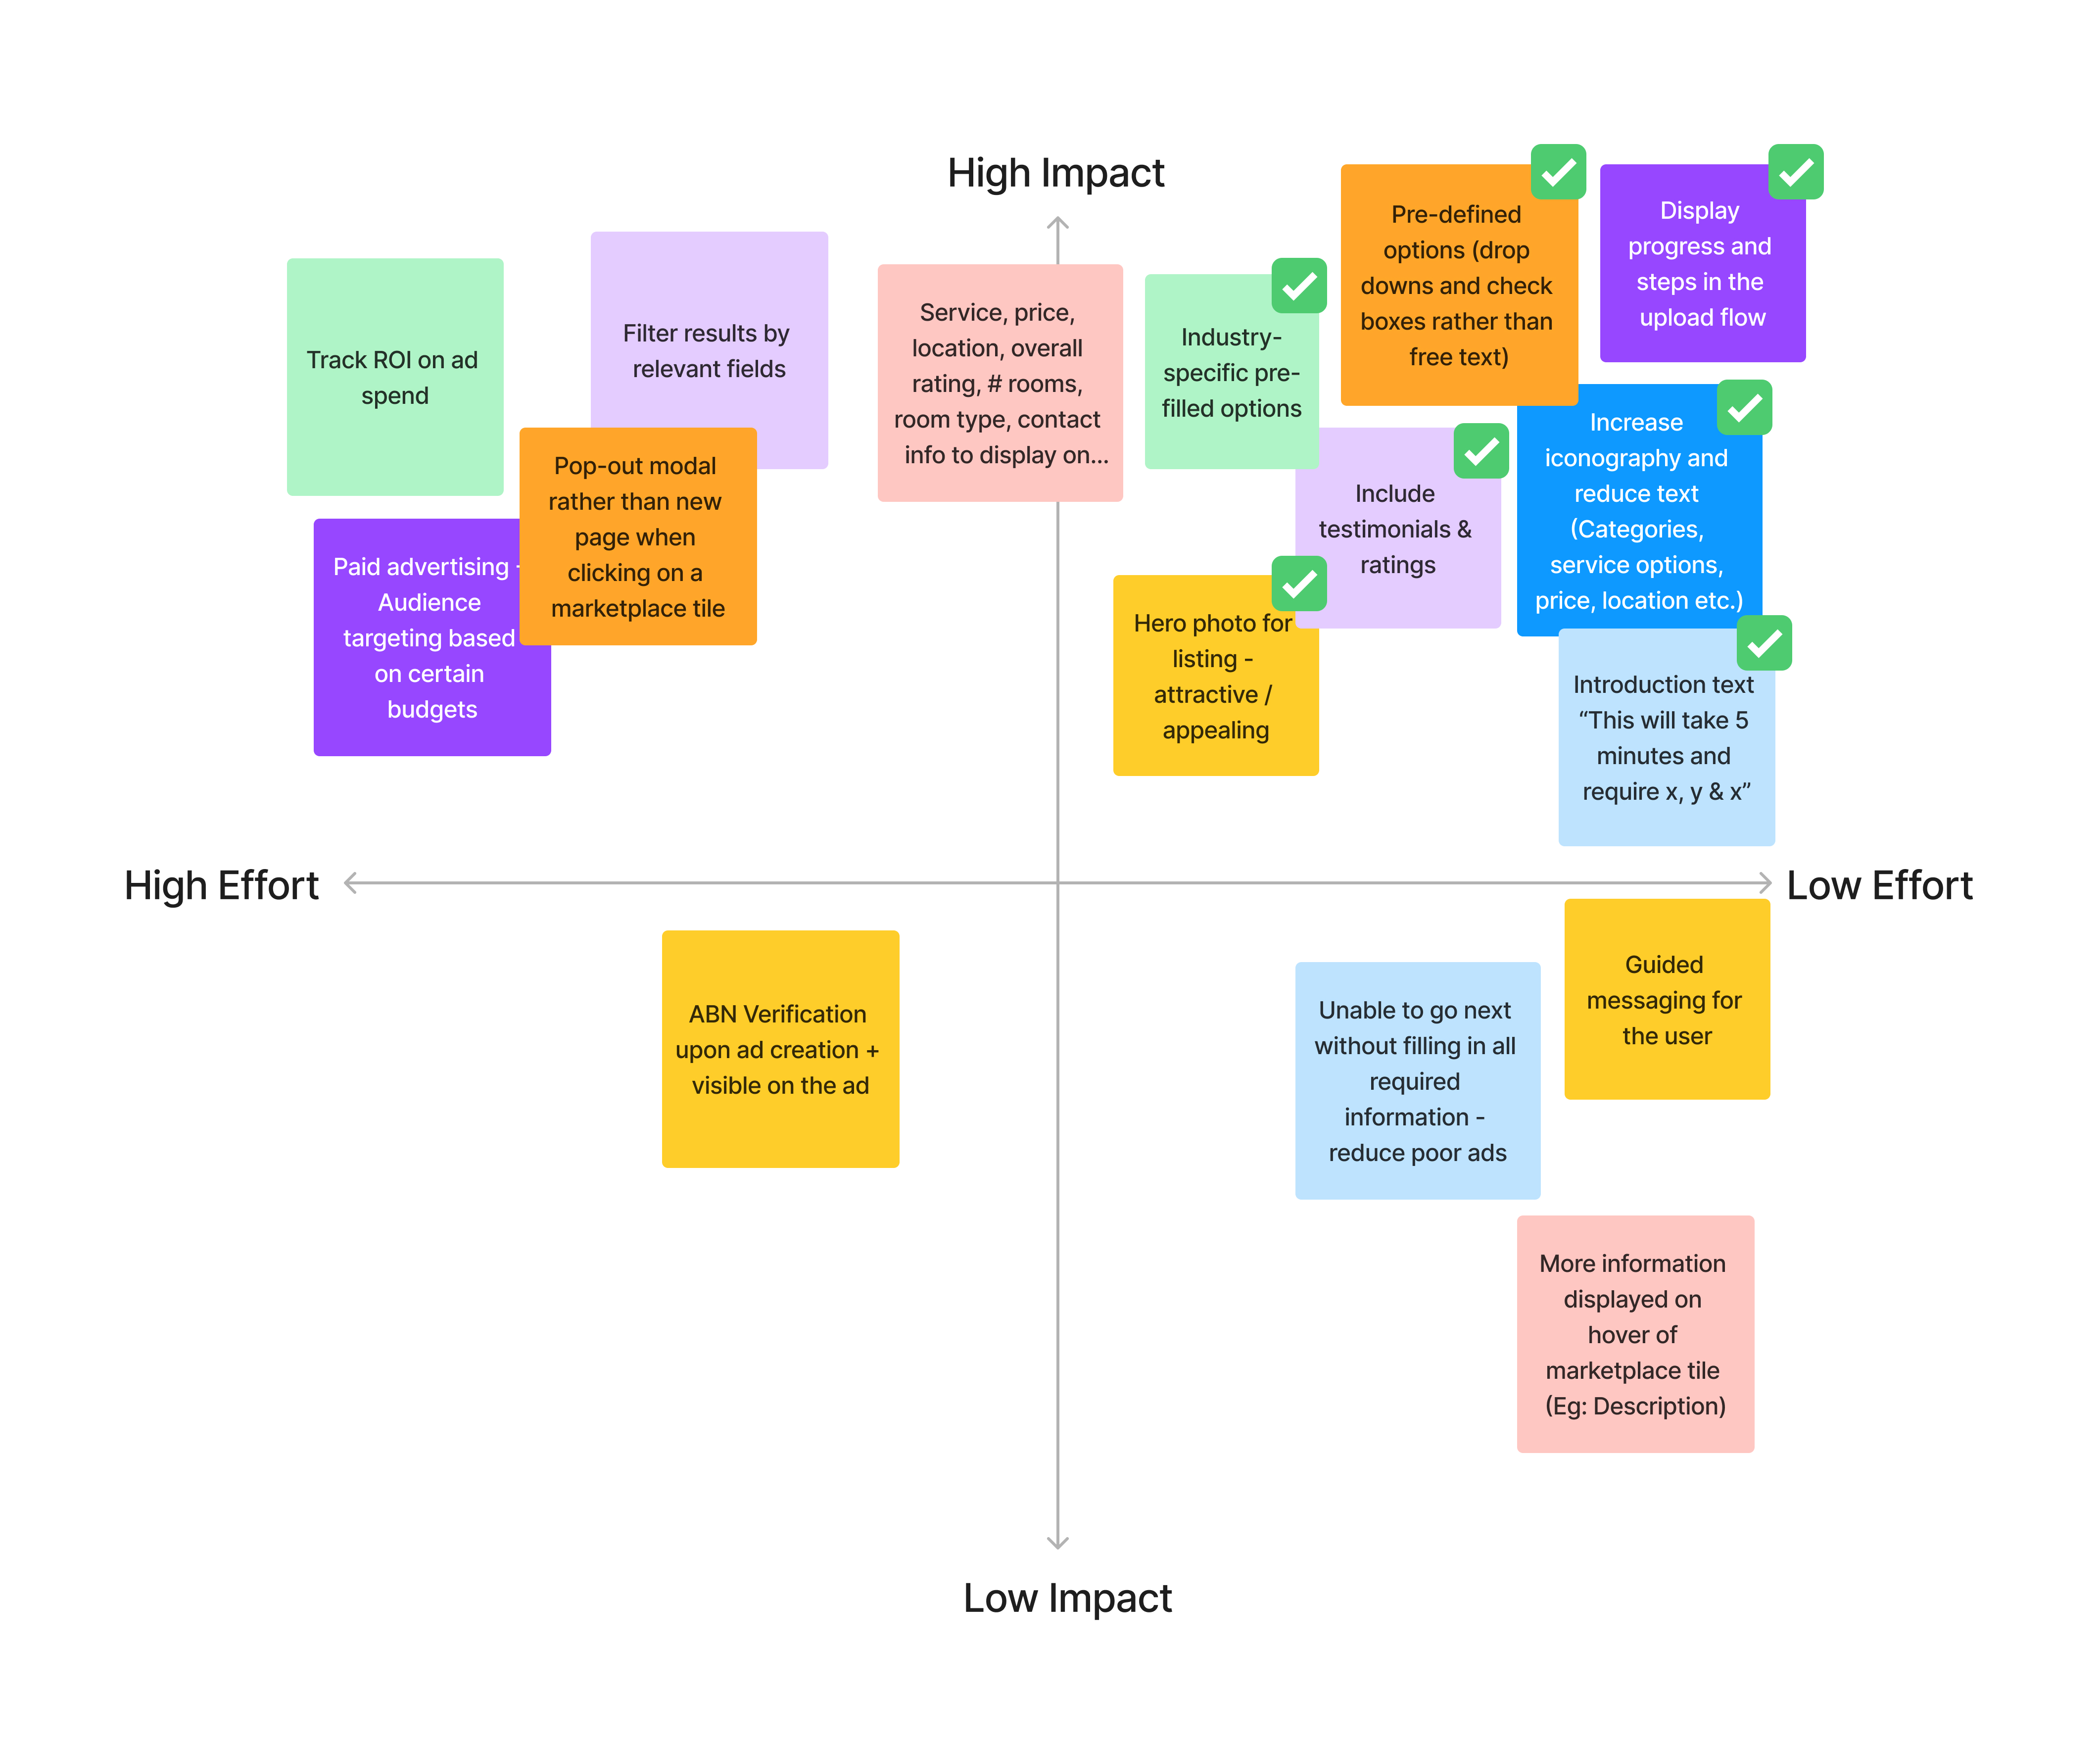 High Impact
Track ROI on ad
spend
Filter results by
relevant fields
Service, price,
location, overall
rating, # rooms,
room type, contact
info to display on...
Industry-
specific pre-
filled options
Pre-defined
options (drop
downs and check
boxes rather than
free text)
Display
progress and
steps in the
upload flow
Paid advertising -
Audience
targeting based
on certain
budgets
Pop-out modal
rather than new
page when
clicking on a
marketplace tile
Hero photo for
listing -
attractive /
appealing
Include
testimonials &
ratings
Increase
iconography and
reduce text
(Categories,
service options,
price, location etc.)
Introduction text
“This will take 5
minutes and
require x, y & x”
High Effort
Low Effort
ABN Verification
upon ad creation +
visible on the ad
Unable to go next
without filling in all
required
information -
reduce poor ads
Guided
messaging for
the user
More information
displayed on
hover of
marketplace tile
(Eg: Description)
Low Impact